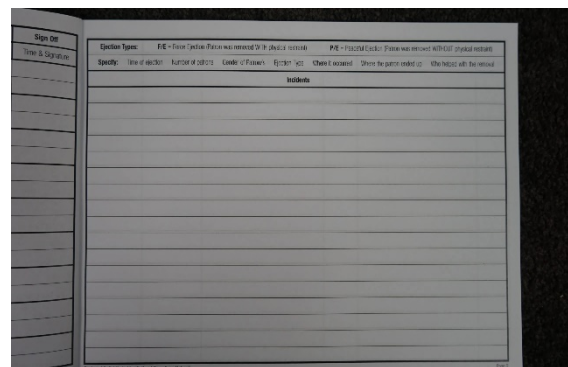 Sign Off
Time & Signature
Ejection Types: F/E = Force Ejection (Patron was removed WITH physical restraint) P/E = Peaceful Ejection (Patron was removed WITHOUT physical restraint)
Specify: Time of ejection Number of patrons Gender of Patron/s Ejection Type Where it occurred Where the patron ended up Who helped with the removal
Incidents